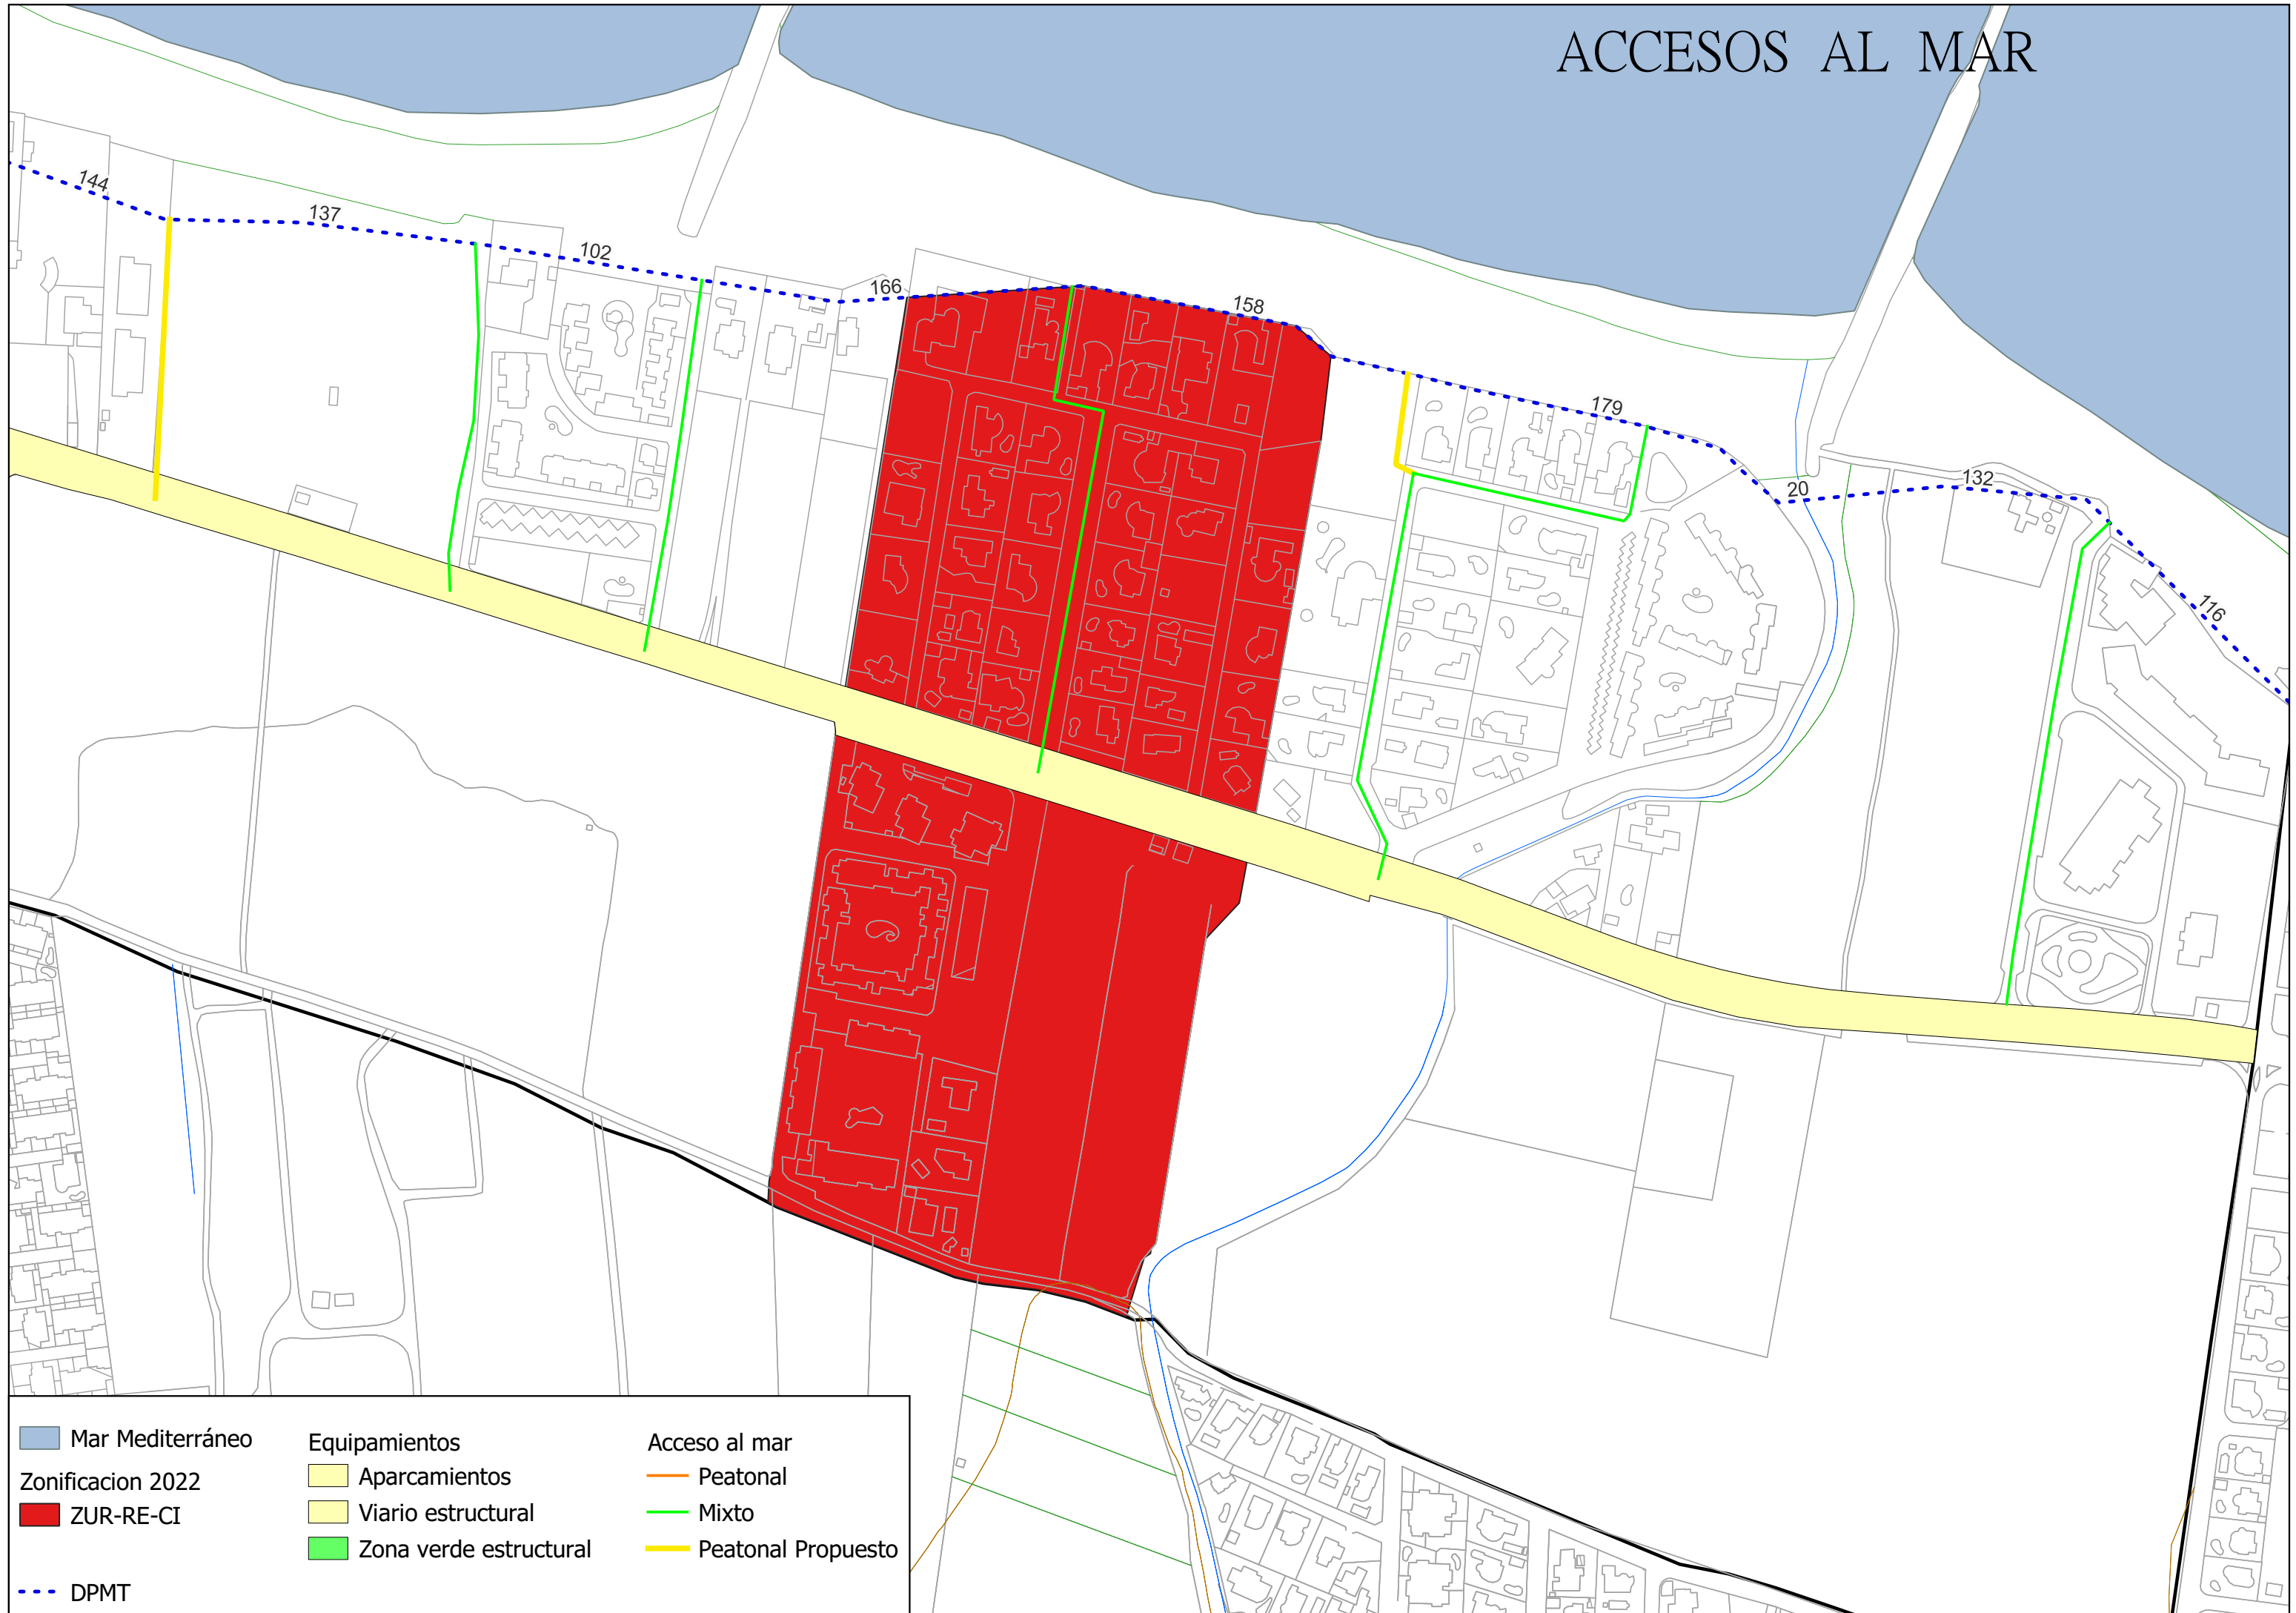 ACCESOS AL MAR
144
137
102
166
158
179
20
132
116
Mar Mediterráneo
Zonificacion 2022
ZUR-RE-CI
DPMT
Equipamientos
Aparcamientos
Viario estructural
Zona verde estructural
Acceso al mar
Peatonal
Mixto
Peatonal Propuesto